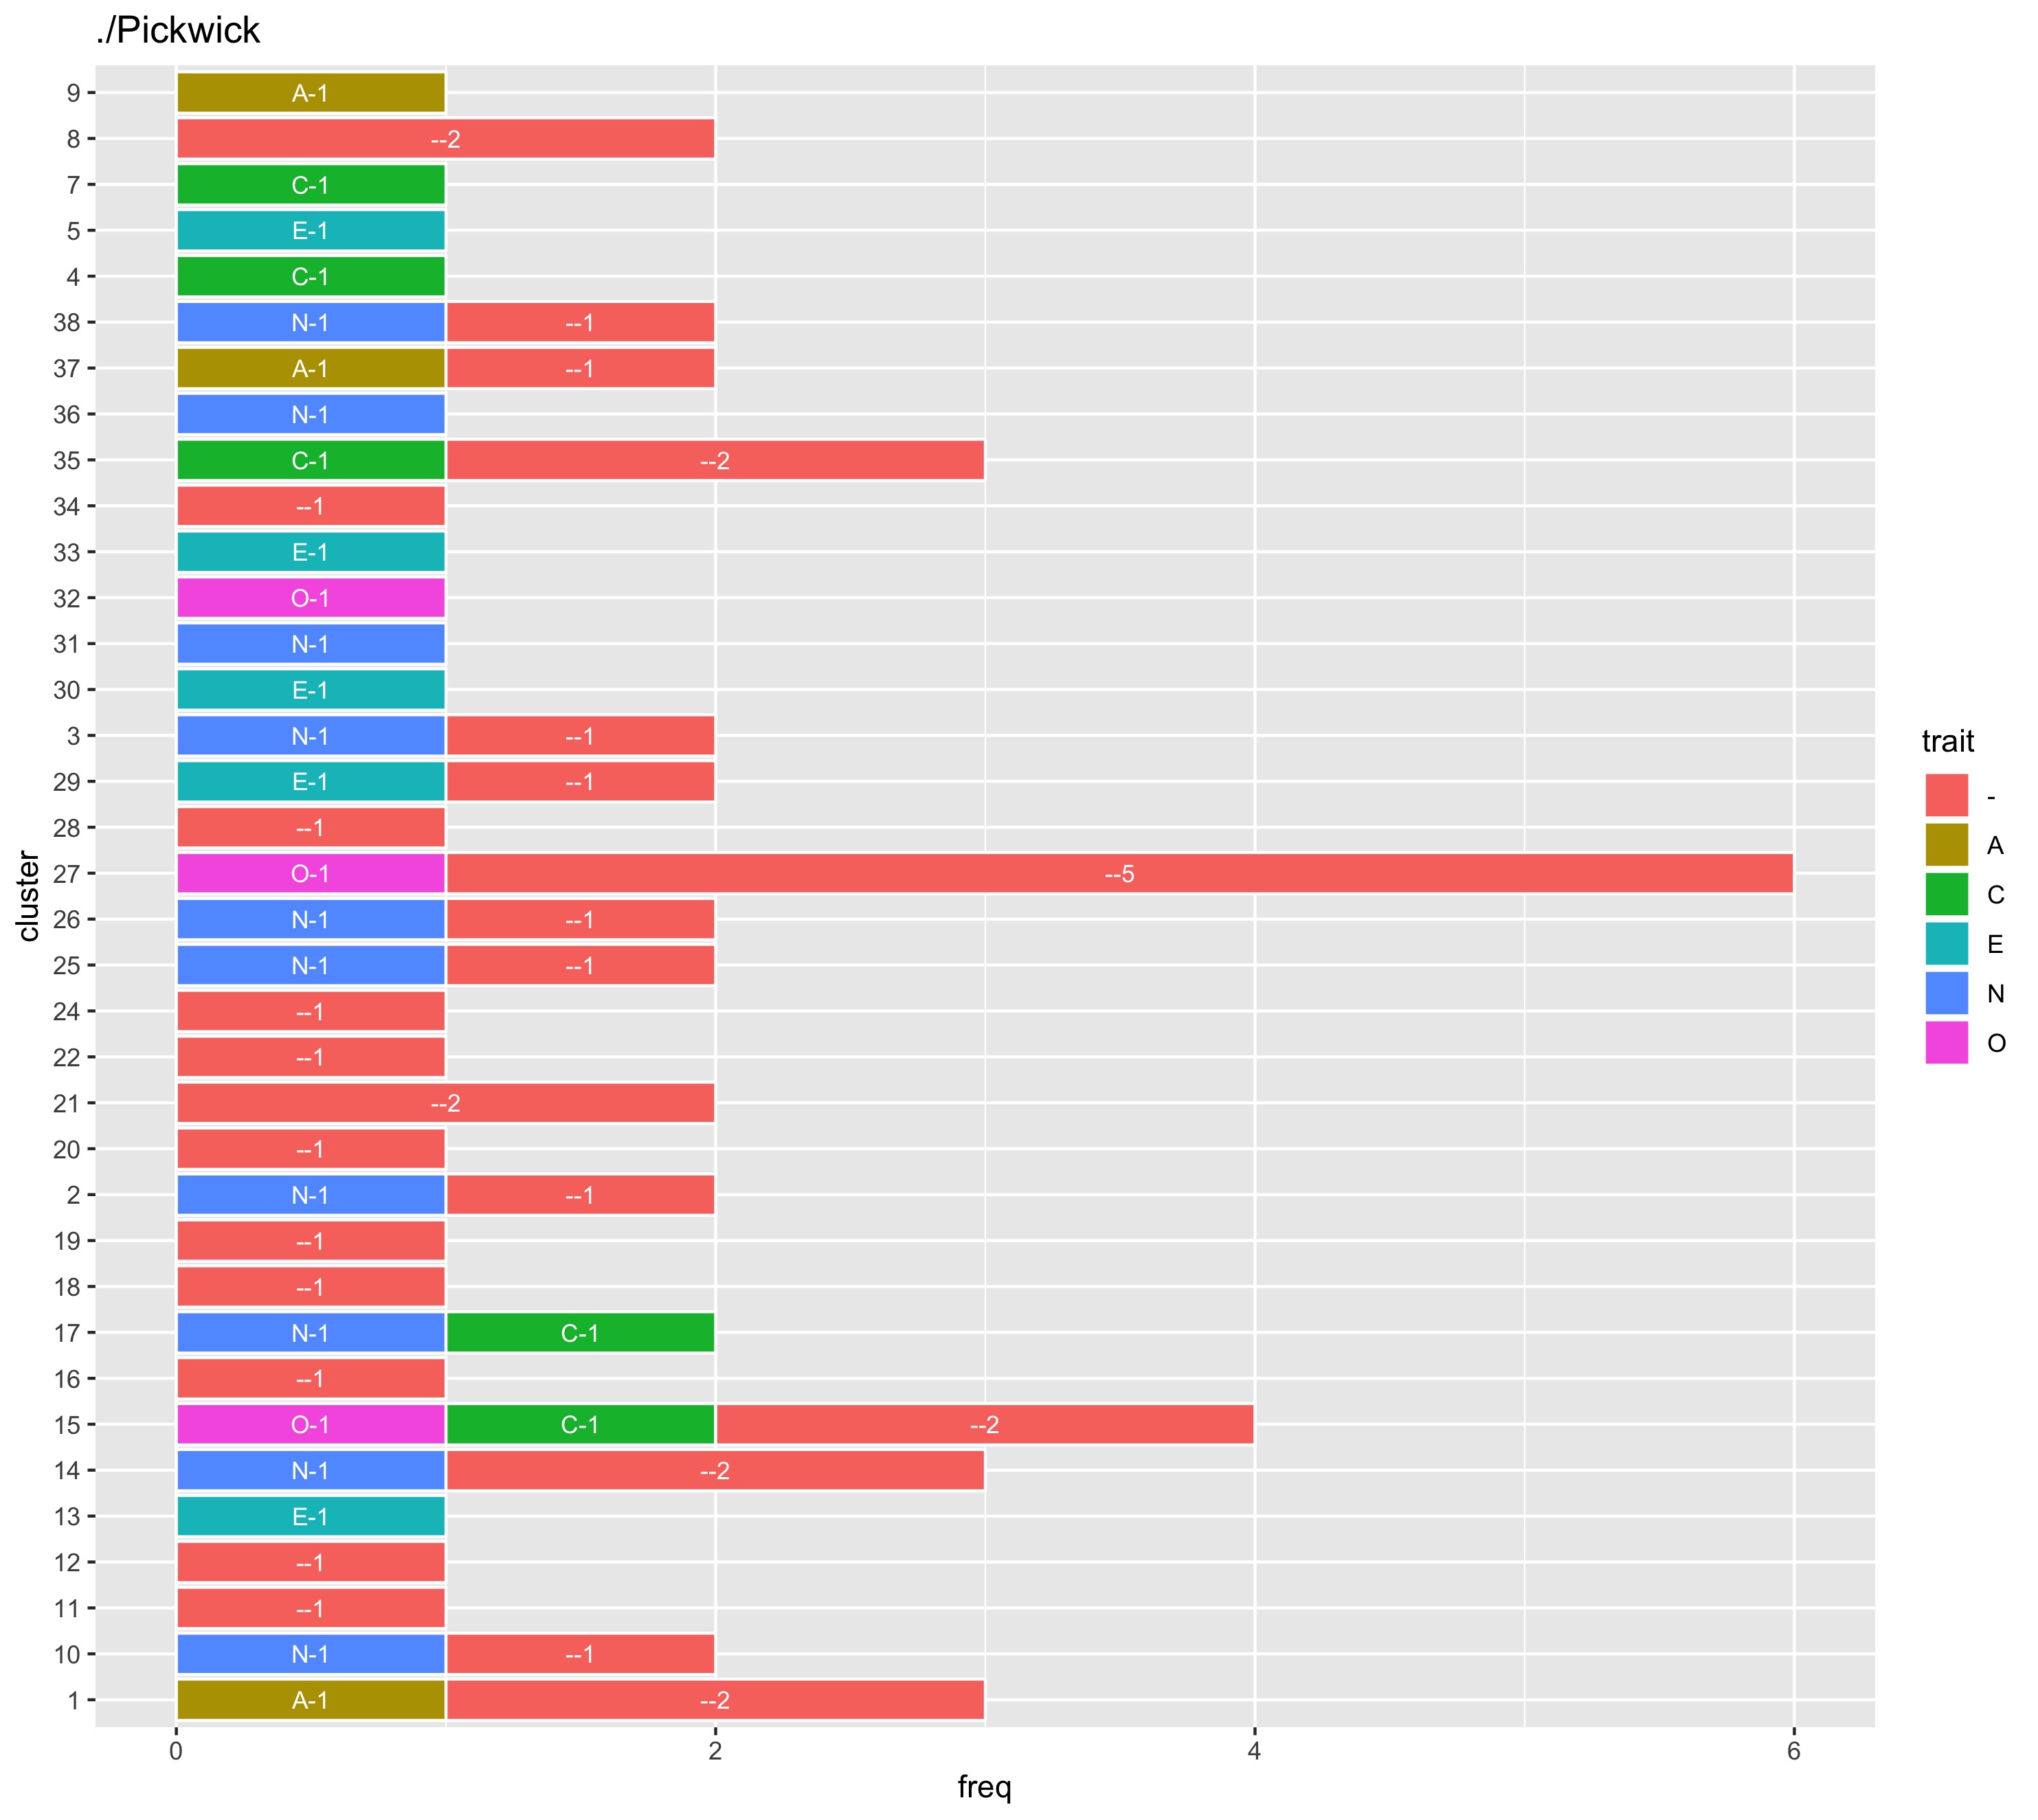 ./Pickwick
9 A-1
8 --2
7 C-1
5 E-1
4 C-1
38 N-1 --1
37 A-1 --1
36 N-1
35 C-1 --2
34 --1
33 E-1
32 O-1
31 N-1
30 E-1
3 N-1 --1
29 E-1 --1
28 --1
27 O-1 --5
26 N-1 --1
25 N-1 --1
24 --1
22 --1
21 --2
20 --1
2 N-1 --1
19 --1
18 --1
17 N-1 C-1
16 --1
15 O-1 C-1 --2
14 N-1 --2
13 E-1
12 --1
11 --1
10 N-1 --1
1 A-1 --2
0 2 4 6
freq
cluster
trait
-
A
C
E
N
O